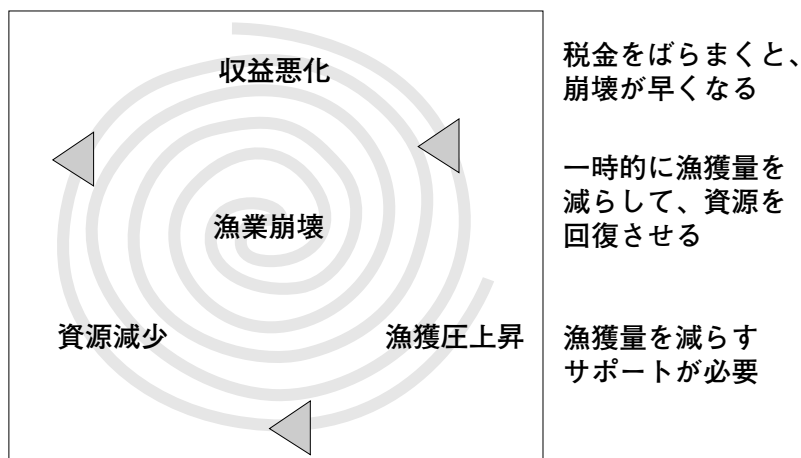 収益悪化
漁業崩壊
資源減少
漁獲圧上昇
税金をばらまくと、
崩壊が早くなる
一時的に漁獲量を
減らして、資源を
回復させる
漁獲量を減らす
サポートが必要